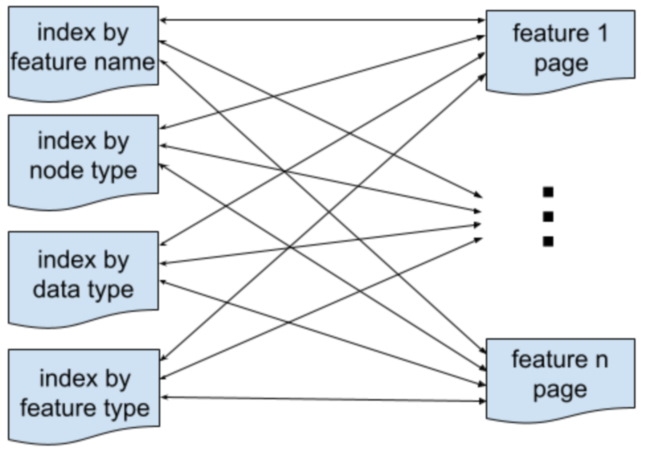 index by
feature name
index by
node type
index by
data type
index by
feature type
feature 1
page
feature n
page